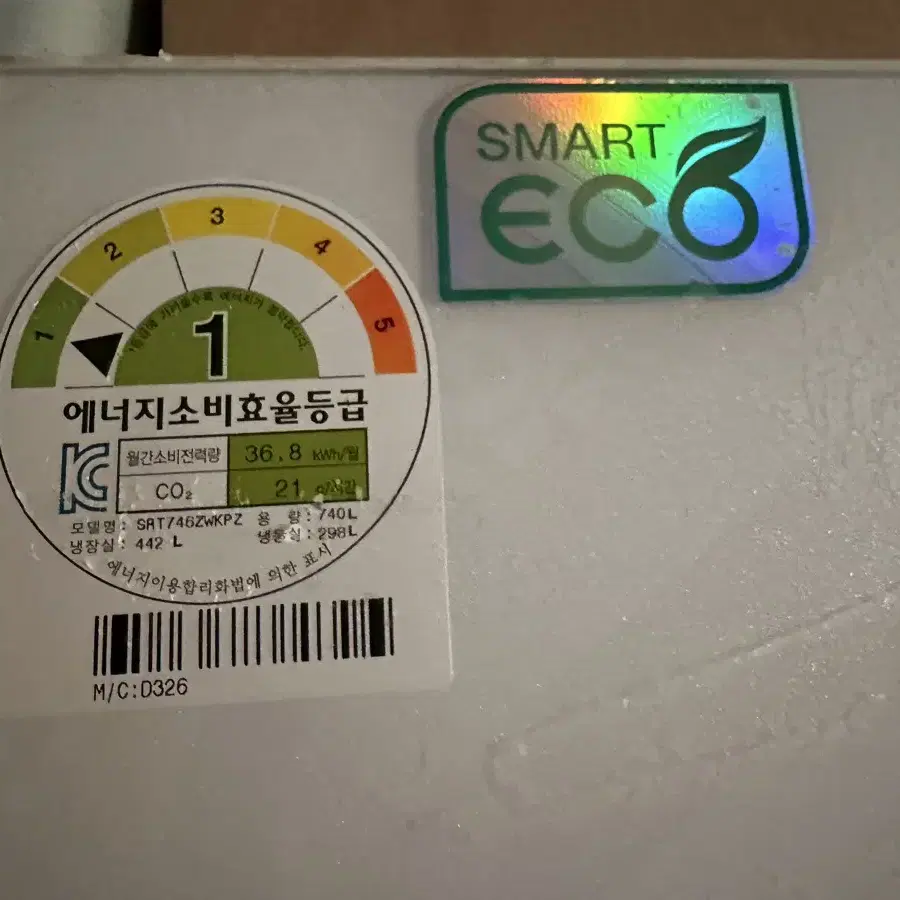 SMART
eco
1
2
3
4
5
1
에너지소비효율등급
KC
월간소비전력량 36.8 kWh/월
CO₂ 21
모델명: SRT746ZWKPZ 용 량:740L
냉장실: 442 L 냉동실: 298L
에너지이용합리화법에 의한 표시
M/C:D326